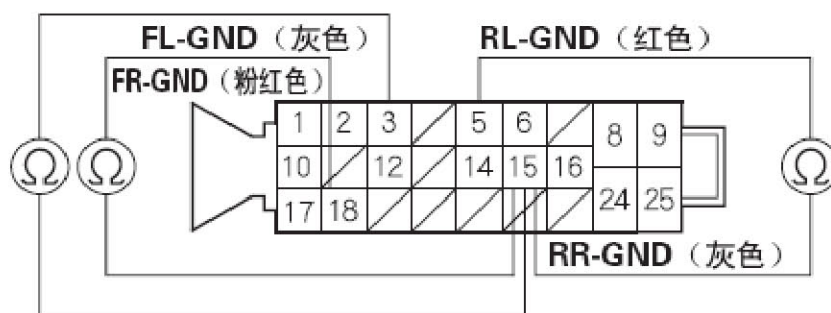 FL-GND（灰色） RL-GND（红色）
FR-GND（粉红色）
1 2 3 5 6 8 9
10 12 14 15 16
17 18 24 25
Ω Ω Ω
RR-GND（灰色）